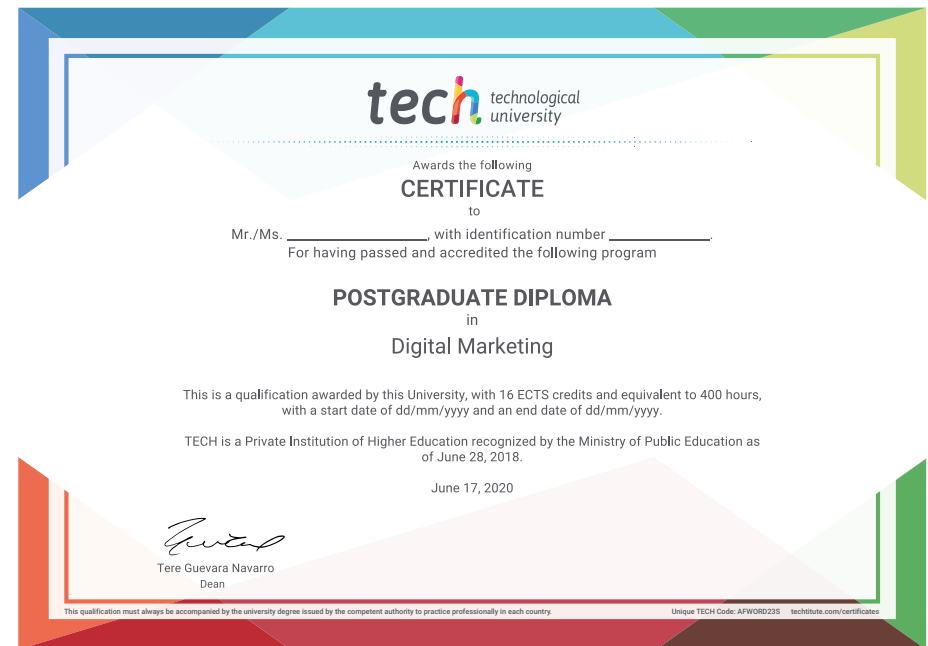 tech technological
university
Awards the following
CERTIFICATE
to
Mr./Ms. ____________________, with identification number ______________.
For having passed and accredited the following program
POSTGRADUATE DIPLOMA
in
Digital Marketing
This is a qualification awarded by this University, with 16 ECTS credits and equivalent to 400 hours,
with a start date of dd/mm/yyyy and an end date of dd/mm/yyyy.
TECH is a Private Institution of Higher Education recognized by the Ministry of Public Education as
of June 28, 2018.
June 17, 2020
Tere Guevara Navarro
Dean
This qualification must always be accompanied by the university degree issued by the competent authority to practice professionally in each country.
Unique TECH Code: AFWORD23S techtitute.com/certificates